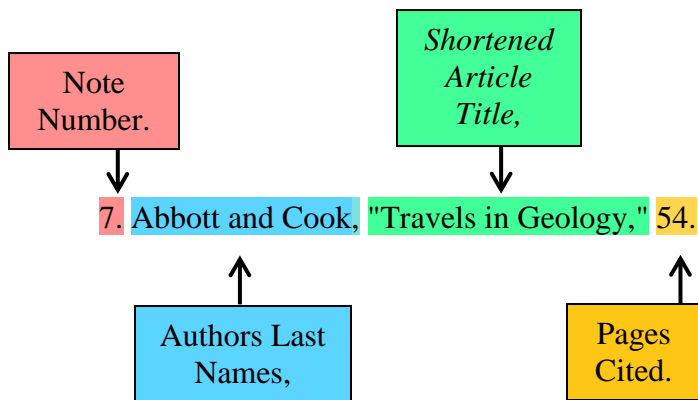 Shortened
Article
Title,
Note
Number.
7. Abbott and Cook, "Travels in Geology," 54.
Authors Last
Names,
Pages
Cited.